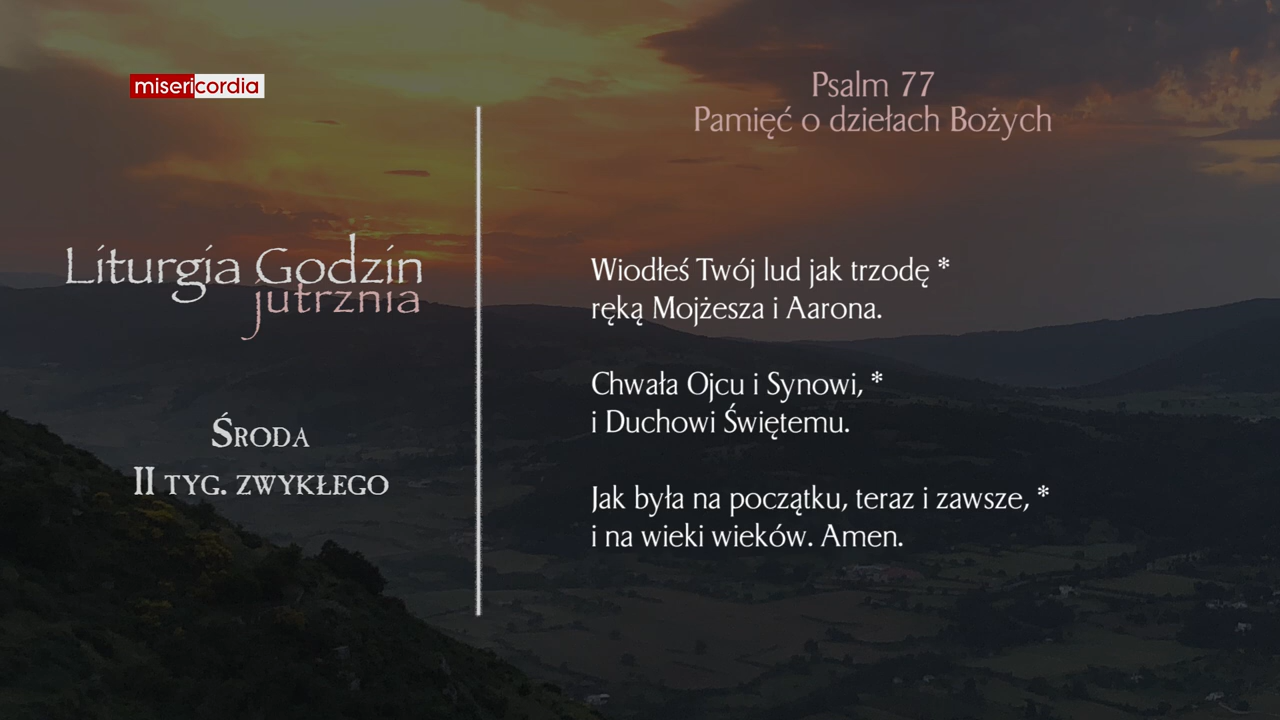 misericordia
Liturgia Godzin
jutrznia
Środa
II tyg. zwykłego
Psalm 77
Pamięć o dziełach Bożych
Wiodłeś Twój lud jak trzodę *
ręką Mojżesza i Aarona.
Chwała Ojcu i Synowi, *
i Duchowi Świętemu.
Jak była na początku, teraz i zawsze, *
i na wieki wieków. Amen.